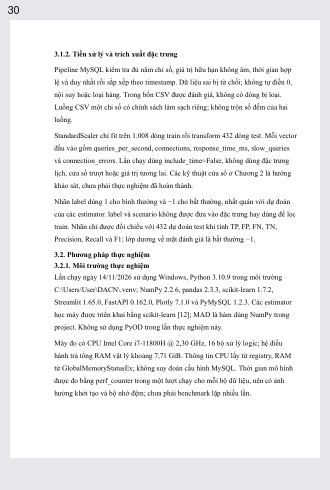 30
3.1.2. Tiền xử lý và trích xuất đặc trưng
Pipeline MySQL kiểm tra đủ năm chỉ số, giá trị hữu hạn không âm, thời gian hợp
lệ và duy nhất rồi sắp xếp theo timestamp. Dữ liệu sai bị từ chối; không tự điền 0,
nội suy hoặc loại hàng. Trong bốn CSV được đánh giá, không có dòng bị loại.
Luồng CSV một chỉ số có chính sách làm sạch riêng; không trộn số đếm của hai
luồng.
StandardScaler chỉ fit trên 1.008 dòng train rồi transform 432 dòng test. Mỗi vector
đầu vào gồm queries_per_second, connections, response_time_ms, slow_queries
và connection_errors. Lần chạy dùng include_time=False, không dùng đặc trưng
lịch, cửa sổ trượt hoặc giá trị tương lai. Các kỹ thuật cửa sổ ở Chương 2 là hướng
khảo sát, chưa phải thực nghiệm đã hoàn thành.
Nhãn label dùng 1 cho bình thường và −1 cho bất thường, nhất quán với dự đoán
của các estimator. label và scenario không được đưa vào đặc trưng hay dùng để lọc
train. Nhãn chỉ được đối chiếu với 432 dự đoán test khi tính TP, FP, FN, TN,
Precision, Recall và F1; lớp dương về mặt đánh giá là bất thường −1.
3.2. Phương pháp thực nghiệm
3.2.1. Môi trường thực nghiệm
Lần chạy ngày 14/11/2026 sử dụng Windows, Python 3.10.9 trong môi trường
C:/Users/User\DACN\.venv; NumPy 2.2.6, pandas 2.3.3, scikit-learn 1.7.2,
Streamlit 1.65.0, FastAPI 0.162.0, Plotly 7.1.0 và PyMySQL 1.2.3. Các estimator
học máy được triển khai bằng scikit-learn [12]; MAD là hàm dùng NumPy trong
project. Không sử dụng PyOD trong lần thực nghiệm này.
Máy đo có CPU Intel Core i7-11800H @ 2,30 GHz, 16 bộ xử lý logic; hệ điều
hành trả tổng RAM vật lý khoảng 7,71 GiB. Thông tin CPU lấy từ registry, RAM
từ GlobalMemoryStatusEx; không suy đoán cấu hình MySQL. Thời gian mô hình
được đo bằng perf_counter trong một lượt chạy cho mỗi bộ dữ liệu, nên có ảnh
hưởng khởi tạo và bộ nhớ đệm; chưa phải benchmark lặp nhiều lần.